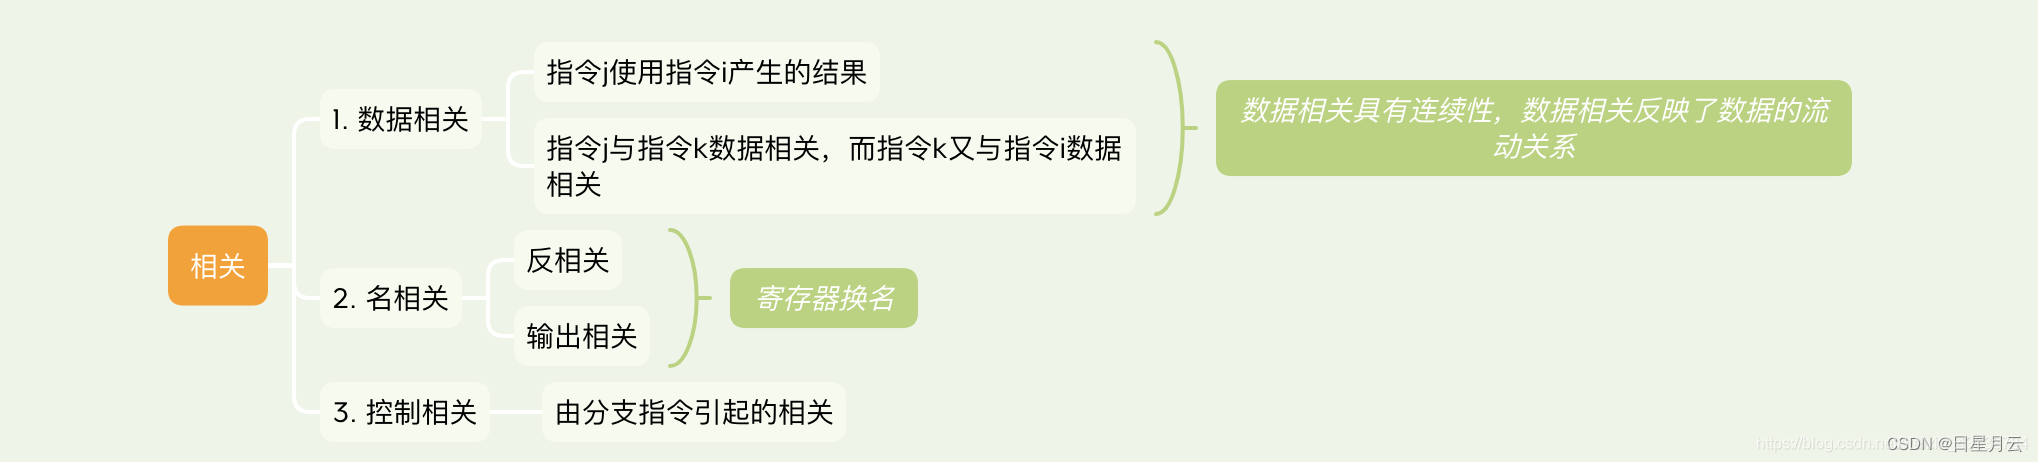 相关
1. 数据相关
指令j使用指令i产生的结果
指令j与指令k数据相关，而指令k又与指令i数据
相关
数据相关具有连续性，数据相关反映了数据的流
动关系
2. 名相关
反相关
输出相关
寄存器换名
3. 控制相关
由分支指令引起的相关
CSDN @日星月云